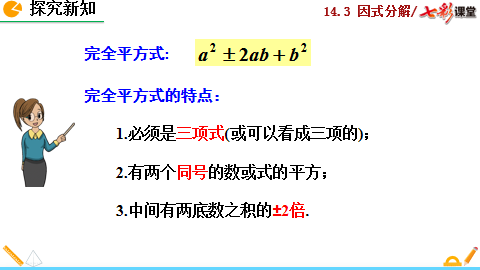 探究新知
14.3 因式分解/ 七彩课堂
完全平方式: a² ± 2ab + b²
完全平方式的特点：
1.必须是三项式(或可以看成三项的)；
2.有两个同号的数或式的平方；
3.中间有两底数之积的±2倍.